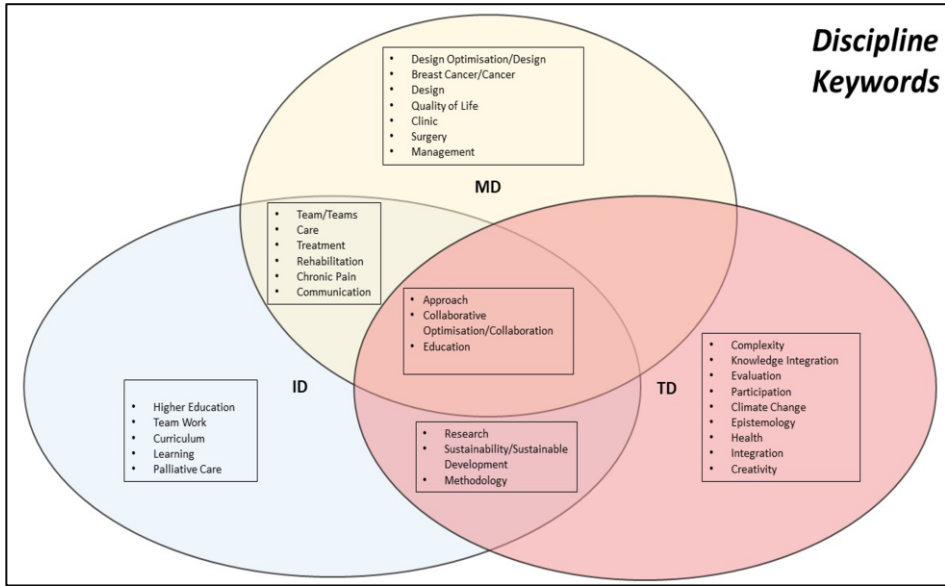 Discipline
Keywords
• Design Optimisation/Design
• Breast Cancer/Cancer
• Design
• Quality of Life
• Clinic
• Surgery
• Management
MD
• Team/Teams
• Care
• Treatment
• Rehabilitation
• Chronic Pain
• Communication
• Approach
• Collaborative
Optimisation/Collaboration
• Education
ID
TD
• Higher Education
• Team Work
• Curriculum
• Learning
• Palliative Care
• Research
• Sustainability/Sustainable
Development
• Methodology
• Complexity
• Knowledge Integration
• Evaluation
• Participation
• Climate Change
• Epistemology
• Health
• Integration
• Creativity